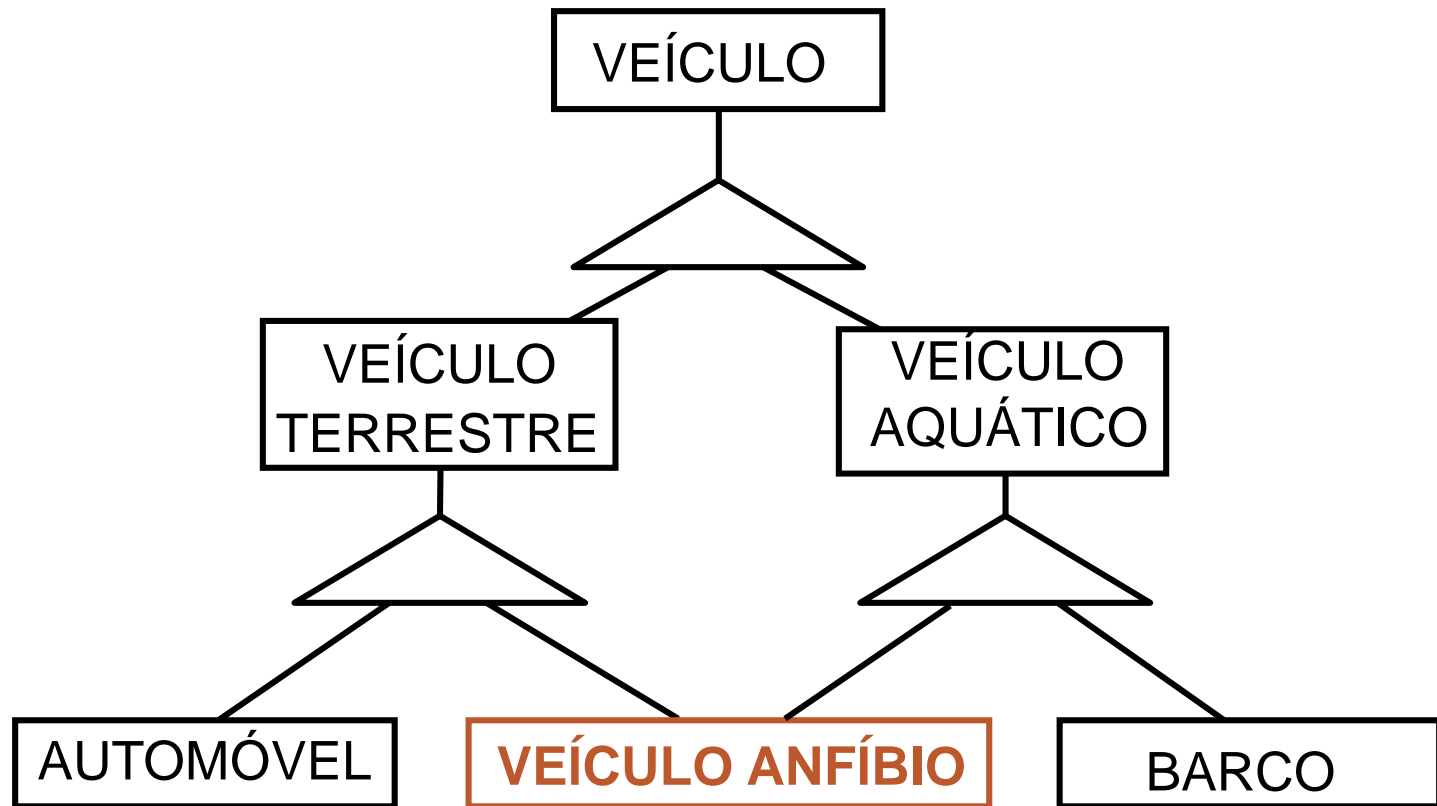 VEÍCULO
VEÍCULO
TERRESTRE
VEÍCULO
AQUÁTICO
AUTOMÓVEL
VEÍCULO ANFÍBIO
BARCO